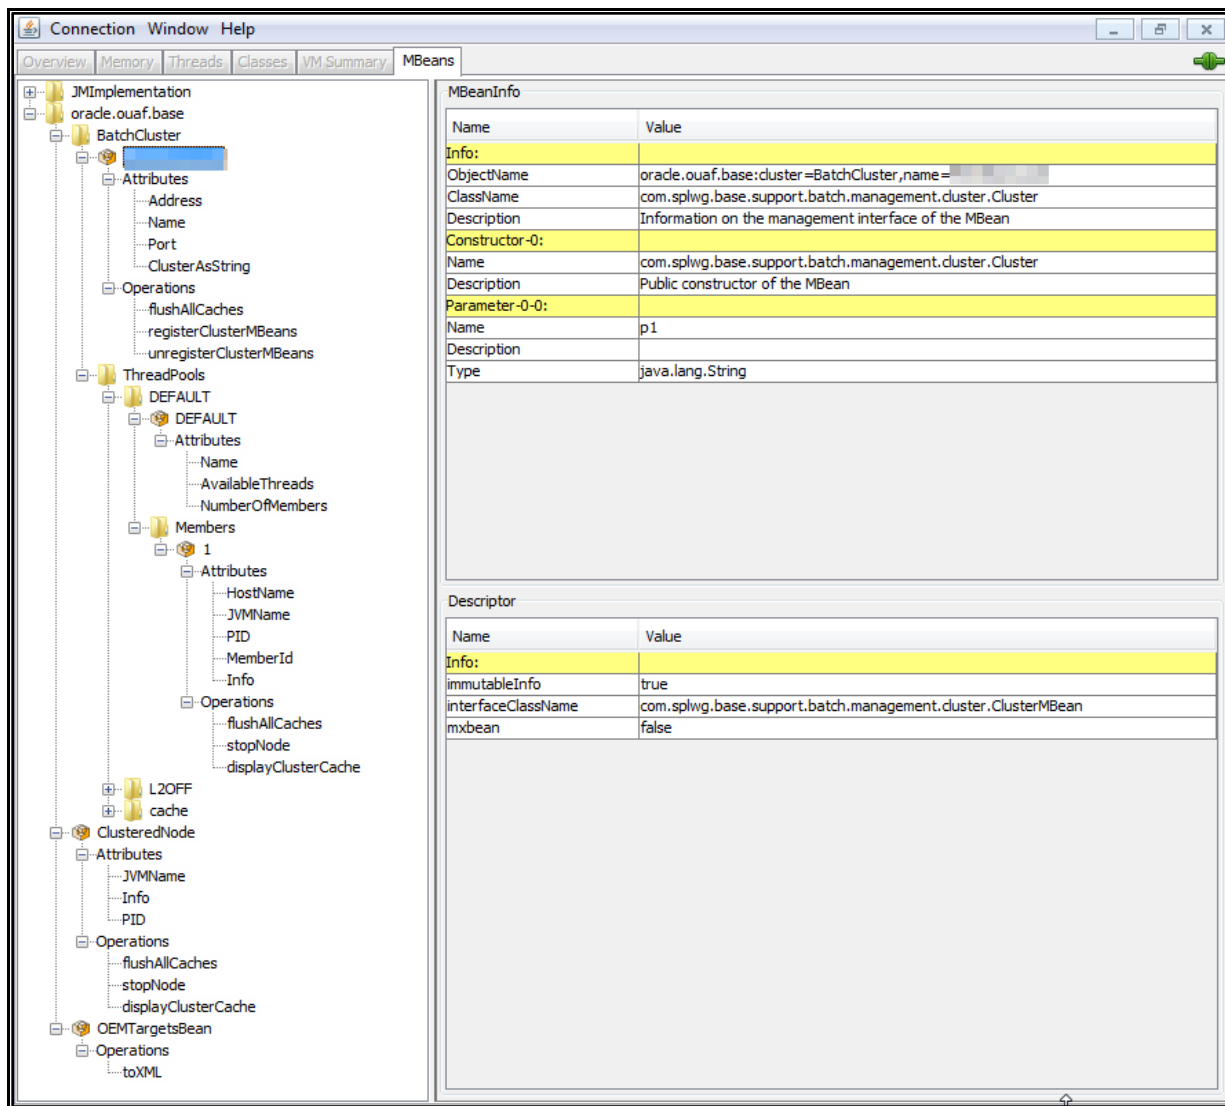 Connection Window Help
Overview Memory Threads Classes VM Summary MBeans
JMImplementation
oracle.ouaf.base
BatchCluster
Attributes
Address
Name
Port
ClusterAsString
Operations
flushAllCaches
registerClusterMBeans
unregisterClusterMBeans
ThreadPools
DEFAULT
DEFAULT
Attributes
Name
AvailableThreads
NumberOfMembers
Members
1
Attributes
HostName
JVMName
PID
MemberId
Info
Operations
flushAllCaches
stopNode
displayClusterCache
L2OFF
cache
ClusteredNode
Attributes
JVMName
Info
PID
Operations
flushAllCaches
stopNode
displayClusterCache
OEMTargetsBean
Operations
toXML
MBeanInfo
Name Value
Info:
ObjectName oracle.ouaf.base:cluster=BatchCluster,name=
ClassName com.splwg.base.support.batch.management.cluster.Cluster
Description Information on the management interface of the MBean
Constructor-0:
Name com.splwg.base.support.batch.management.cluster.Cluster
Description Public constructor of the MBean
Parameter-0-0:
Name p1
Description
Type java.lang.String
Descriptor
Name Value
Info:
immutableInfo true
interfaceClassName com.splwg.base.support.batch.management.cluster.ClusterMBean
mxbean false